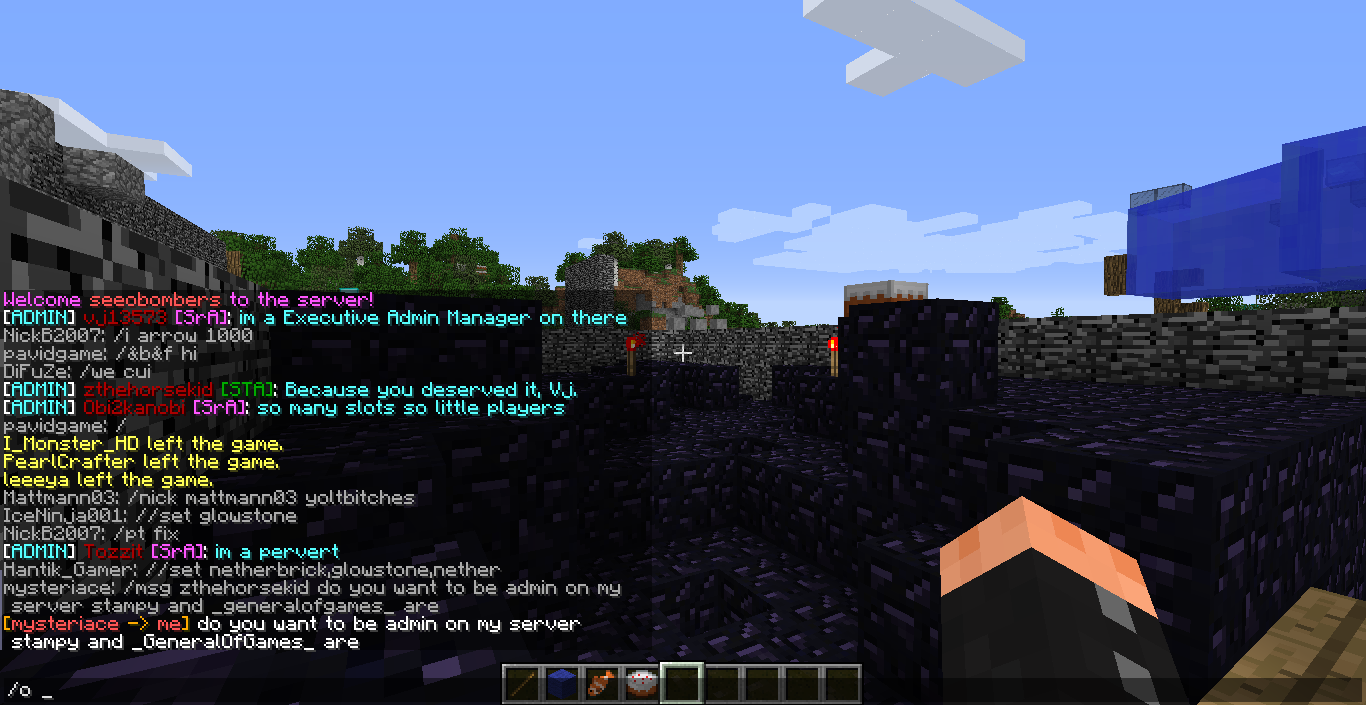 Welcome seeobombers to the server!
[ADMIN] v.j13573 [SrA]: im a Executive Admin Manager on there
NickB2007: /i arrow 1000
pavidgame: /&b&f hi
DiFuZe: /we cui
[ADMIN] zthehorsekid [STA]: Because you deserved it, V.j.
[ADMIN] Obi2kanobi [SrA]: so many slots so little players
pavidgame: /
I_Monster_HD left the game.
PearlCrafter left the game.
leeeya left the game.
Mattmann03: /nick mattmann03 yoltbitches
IceNinja001: //set glowstone
NickB2007: /pt fix
[ADMIN] Tozzit [SrA]: im a pervert
Hantik_Gamer: //set netherbrick,glowstone,nether
mysteriace: /msg zthehorsekid do you want to be admin on my
server stampy and _generalofgames_ are
[mysteriace -> me] do you want to be admin on my server
stampy and _GeneralOfGames_ are
/o _